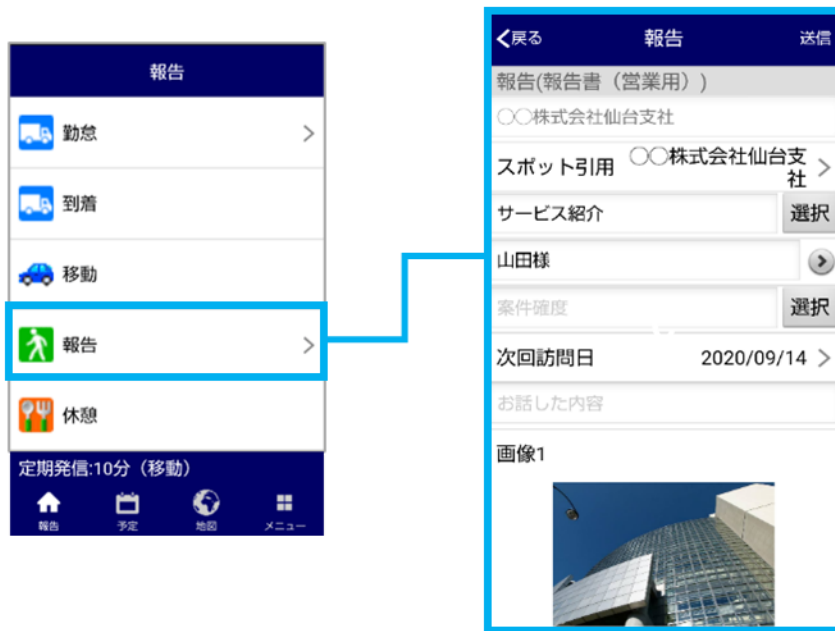 報告
勤怠
到着
移動
報告
休憩
定期発信:10分（移動）
報告
予定
地図
メニュー
戻る
報告
送信
報告(報告書（営業用）)
〇〇株式会社仙台支社
スポット引用
〇〇株式会社仙台支
社
サービス紹介
選択
山田様
案件確度
選択
次回訪問日
2020/09/14
お話した内容
画像1